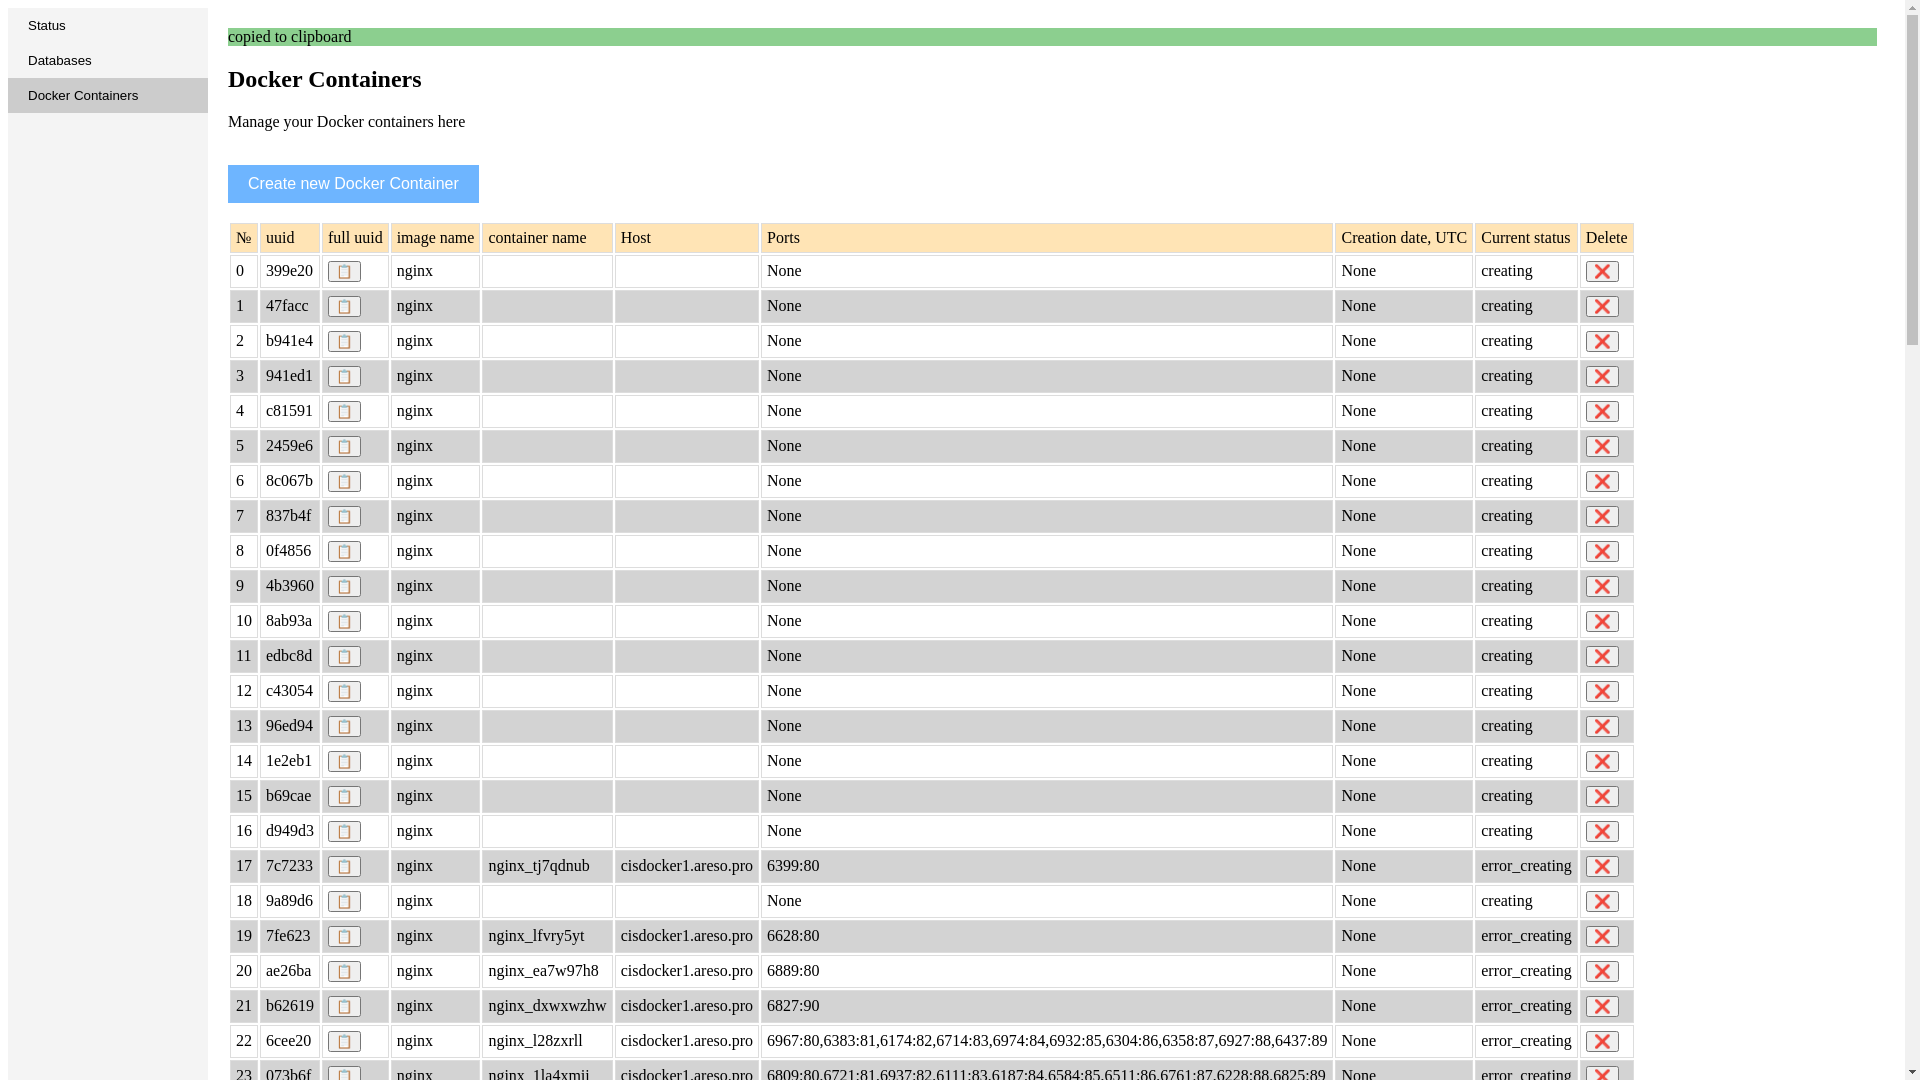 Status
Databases
Docker Containers
copied to clipboard
Docker Containers
Manage your Docker containers here
Create new Docker Container
№ uuid full uuid image name container name Host Ports Creation date, UTC Current status Delete
0 399e20 nginx None None creating
1 47facc nginx None None creating
2 b941e4 nginx None None creating
3 941ed1 nginx None None creating
4 c81591 nginx None None creating
5 2459e6 nginx None None creating
6 8c067b nginx None None creating
7 837b4f nginx None None creating
8 0f4856 nginx None None creating
9 4b3960 nginx None None creating
10 8ab93a nginx None None creating
11 edbc8d nginx None None creating
12 c43054 nginx None None creating
13 96ed94 nginx None None creating
14 1e2eb1 nginx None None creating
15 b69cae nginx None None creating
16 d949d3 nginx None None creating
17 7c7233 nginx nginx_tj7qdnub cisdocker1.areso.pro 6399:80 None error_creating
18 9a89d6 nginx None None creating
19 7fe623 nginx nginx_lfvry5yt cisdocker1.areso.pro 6628:80 None error_creating
20 ae26ba nginx nginx_ea7w97h8 cisdocker1.areso.pro 6889:80 None error_creating
21 b62619 nginx nginx_dxwxwzhw cisdocker1.areso.pro 6827:90 None error_creating
22 6cee20 nginx nginx_l28zxrll cisdocker1.areso.pro 6967:80,6383:81,6174:82,6714:83,6974:84,6932:85,6304:86,6358:87,6927:88,6437:89 None error_creating
23 073b6f nginx nginx_1la4xmji cisdocker1.areso.pro 6809:80,6721:81,6937:82,6111:83,6187:84,6584:85,6511:86,6761:87,6228:88,6825:89 None error_creating